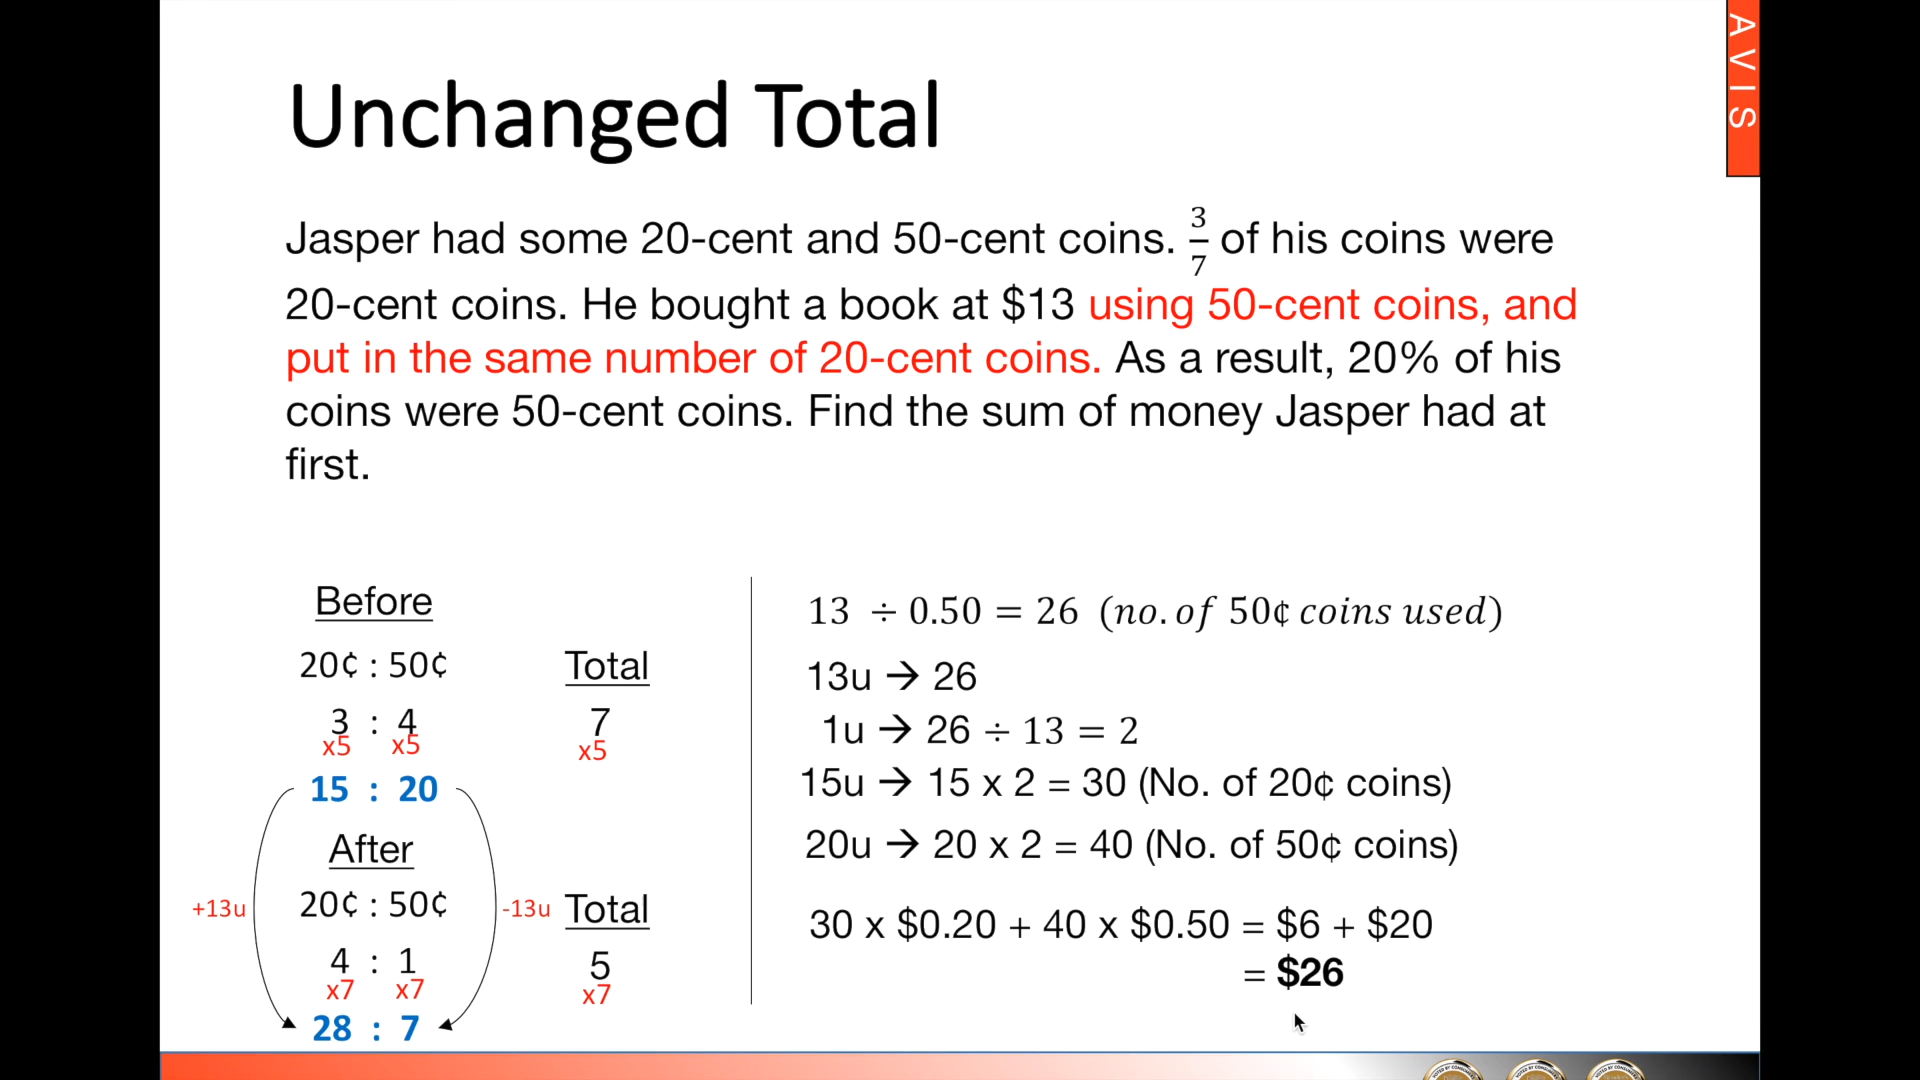 AVIS
Unchanged Total
Jasper had some 20-cent and 50-cent coins. 3/7 of his coins were
20-cent coins. He bought a book at $13 using 50-cent coins, and
put in the same number of 20-cent coins. As a result, 20% of his
coins were 50-cent coins. Find the sum of money Jasper had at
first.
Before
20¢ : 50¢ Total
3 : 4 7
x5 x5 x5
15 : 20
After
20¢ : 50¢ Total
+13u -13u
4 : 1 5
x7 x7 x7
28 : 7
13 ÷ 0.50 = 26 (no. of 50¢ coins used)
13u → 26
1u → 26 ÷ 13 = 2
15u → 15 x 2 = 30 (No. of 20¢ coins)
20u → 20 x 2 = 40 (No. of 50¢ coins)
30 x $0.20 + 40 x $0.50 = $6 + $20
= $26